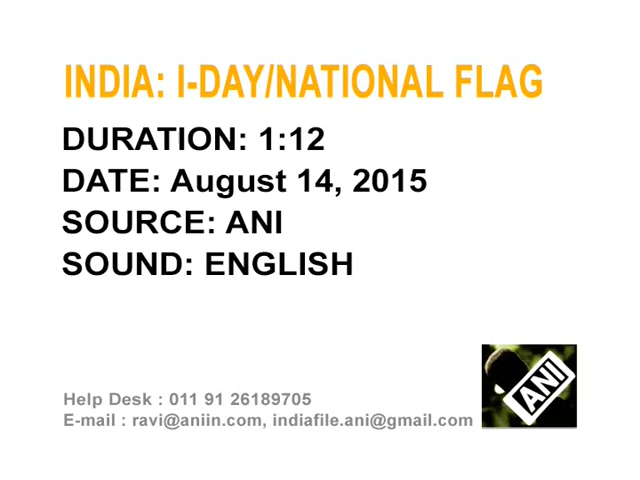 INDIA: I-DAY/NATIONAL FLAG
DURATION: 1:12
DATE: August 14, 2015
SOURCE: ANI
SOUND: ENGLISH
ANI
Help Desk : 011 91 26189705
E-mail : ravi@aniin.com, indiafile.ani@gmail.com